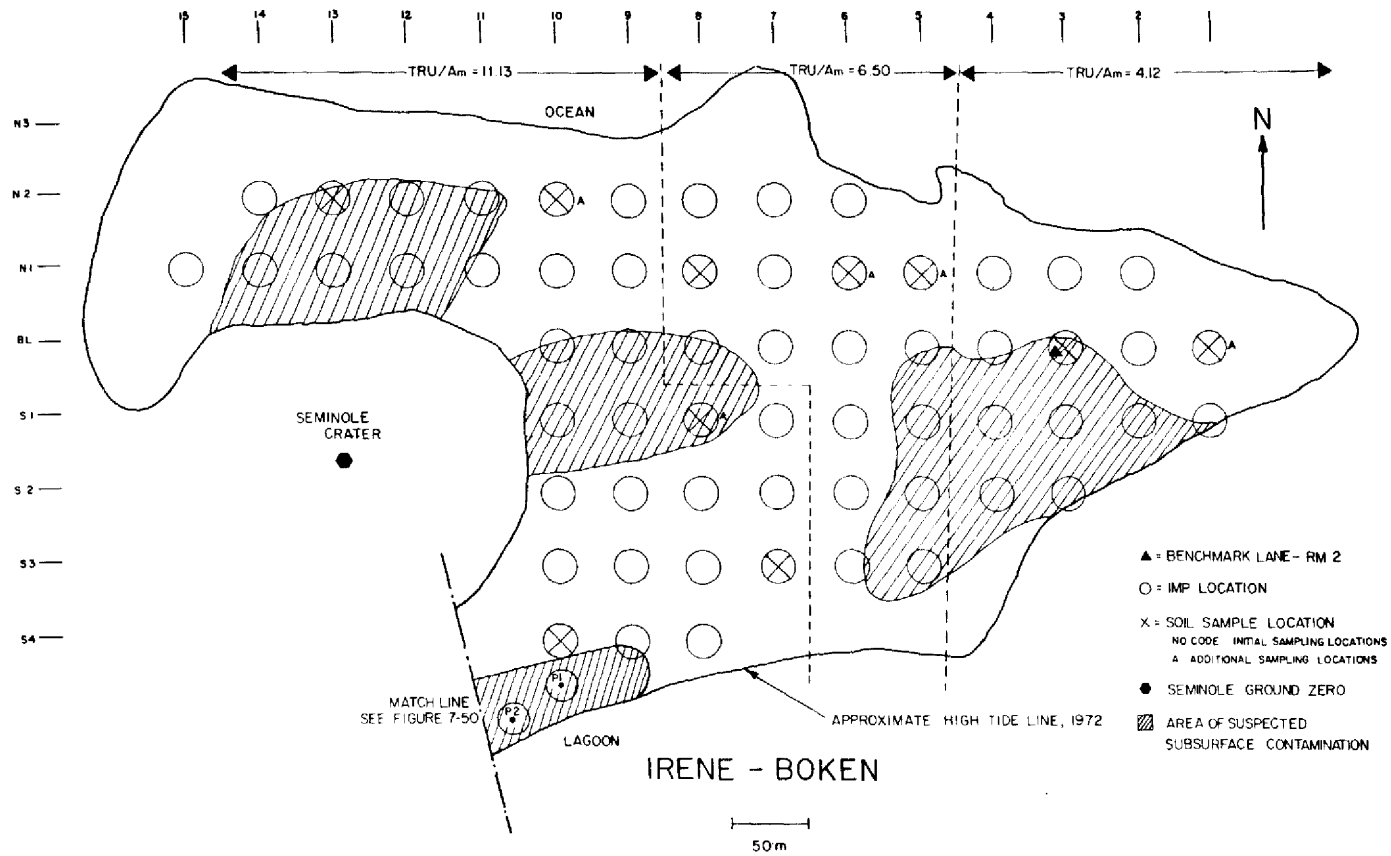 15 14 13 12 11 10 9 8 7 6 5 4 3 2 1
TRU/Am = 11.13 TRU/Am = 6.50 TRU/Am = 4.12
OCEAN
N
N3
N2
A
N1
A A
BL
A
S1
A
SEMINOLE
CRATER
S2
S3
S4
P1
P2
MATCH LINE
SEE FIGURE 7-50
LAGOON
APPROXIMATE HIGH TIDE LINE, 1972
▲ = BENCHMARK LANE - RM 2
○ = IMP LOCATION
X = SOIL SAMPLE LOCATION
NO CODE INITIAL SAMPLING LOCATIONS
A ADDITIONAL SAMPLING LOCATIONS
SEMINOLE GROUND ZERO
AREA OF SUSPECTED
SUBSURFACE CONTAMINATION
IRENE - BOKEN
50 m